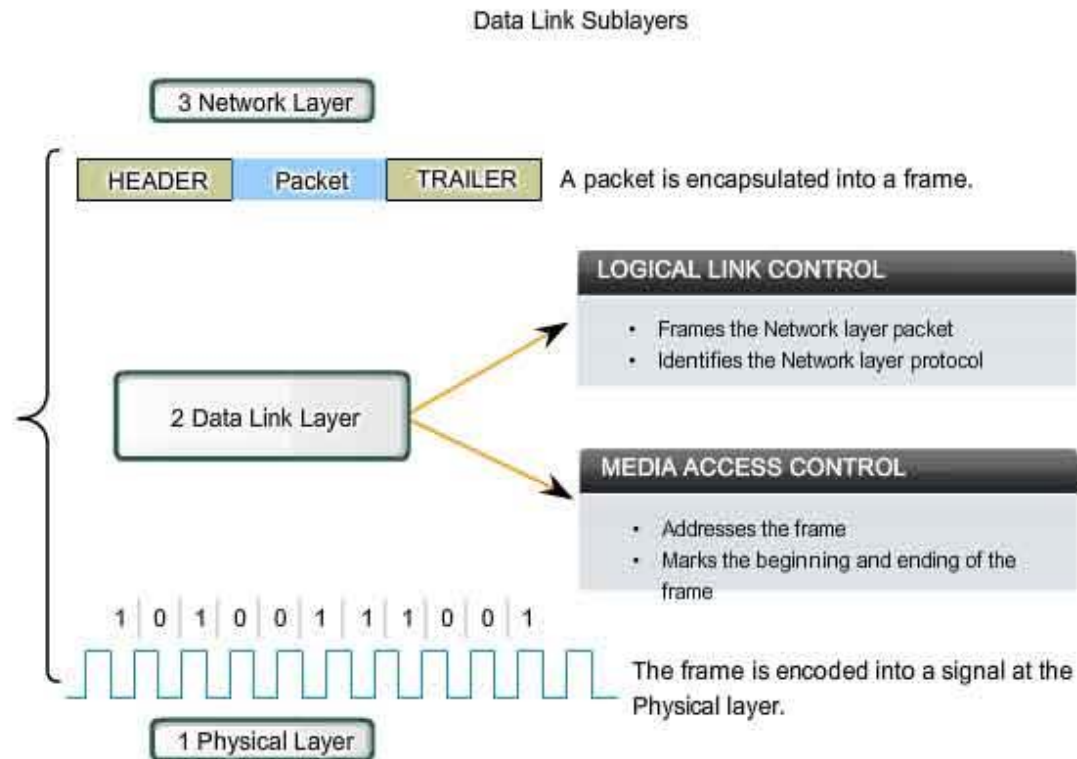 Data Link Sublayers
3 Network Layer
HEADER Packet TRAILER
A packet is encapsulated into a frame.
LOGICAL LINK CONTROL
• Frames the Network layer packet
• Identifies the Network layer protocol
2 Data Link Layer
MEDIA ACCESS CONTROL
• Addresses the frame
• Marks the beginning and ending of the
frame
1 0 1 0 0 1 1 1 0 0 1
The frame is encoded into a signal at the
Physical layer.
1 Physical Layer